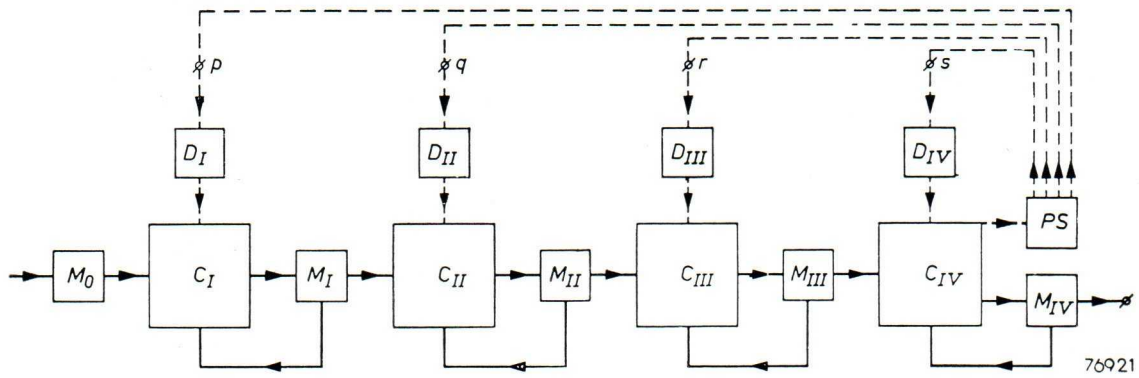 p q r s
D_I D_II D_III D_IV
PS
M_0 C_I M_I C_II M_II C_III M_III C_IV
M_IV
76921